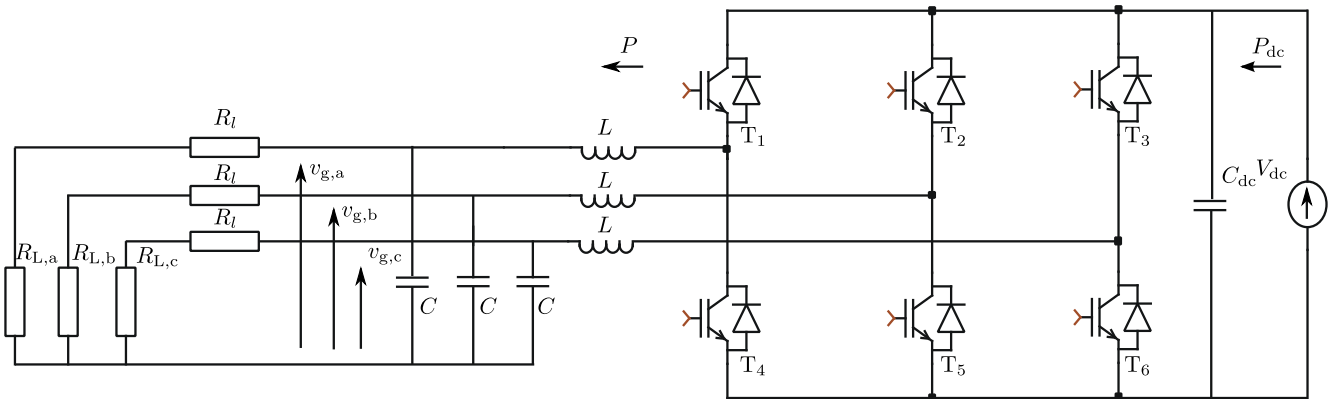 P
P_dc
R_l
L
T_1
T_2
T_3
v_g,a
R_l
L
C_dc
V_dc
v_g,b
R_l
L
v_g,c
R_L,a
R_L,b
R_L,c
C
C
C
T_4
T_5
T_6